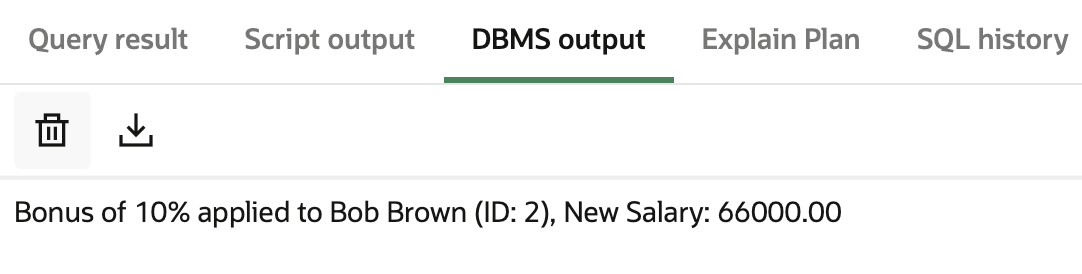 Query result Script output DBMS output Explain Plan SQL history
Bonus of 10% applied to Bob Brown (ID: 2), New Salary: 66000.00